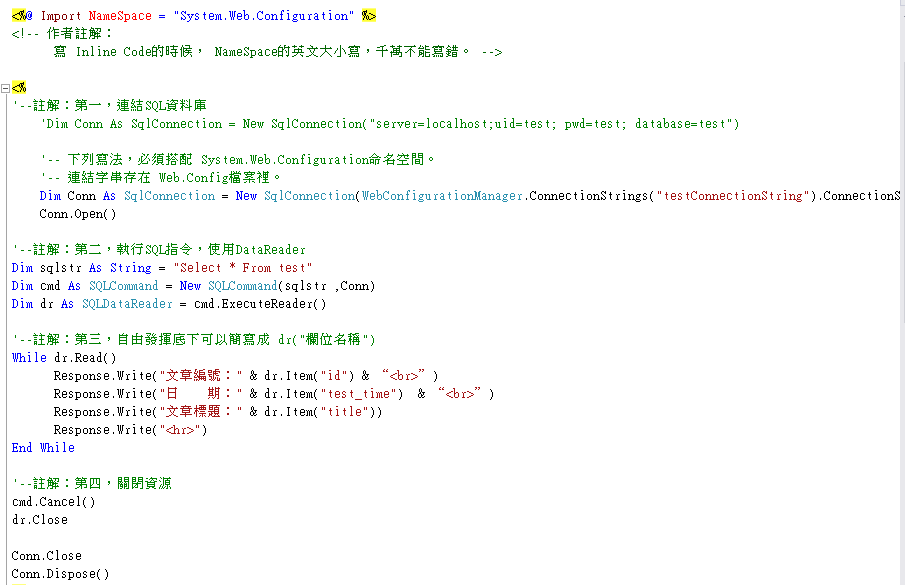 <%@ Import NameSpace = "System.Web.Configuration" %>
<!-- 作者註解：
寫 Inline Code的時候， NameSpace的英文大小寫，千萬不能寫錯。 -->
<%
'--註解：第一，連結SQL資料庫
'Dim Conn As SqlConnection = New SqlConnection("server=localhost;uid=test; pwd=test; database=test")
'-- 下列寫法，必須搭配 System.Web.Configuration命名空間。
'-- 連結字串存在 Web.Config檔案裡。
Dim Conn As SqlConnection = New SqlConnection(WebConfigurationManager.ConnectionStrings("testConnectionString").ConnectionS
Conn.Open()
'--註解：第二，執行SQL指令，使用DataReader
Dim sqlstr As String = "Select * From test"
Dim cmd As SQLCommand = New SQLCommand(sqlstr ,Conn)
Dim dr As SQLDataReader = cmd.ExecuteReader()
'--註解：第三，自由發揮底下可以簡寫成 dr("欄位名稱")
While dr.Read()
Response.Write("文章編號：" & dr.Item("id") & “<br>” )
Response.Write("日　　期：" & dr.Item("test_time")　& “<br>” )
Response.Write("文章標題：" & dr.Item("title"))
Response.Write("<hr>")
End While
'--註解：第四，關閉資源
cmd.Cancel()
dr.Close
Conn.Close
Conn.Dispose()